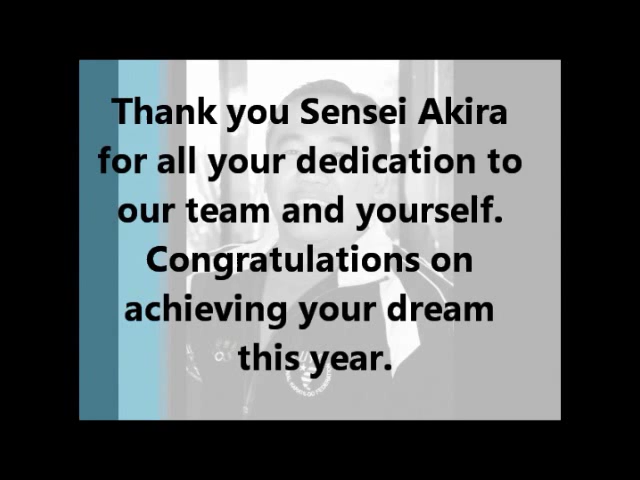 Thank you Sensei Akira
for all your dedication to
our team and yourself.
Congratulations on
achieving your dream
this year.